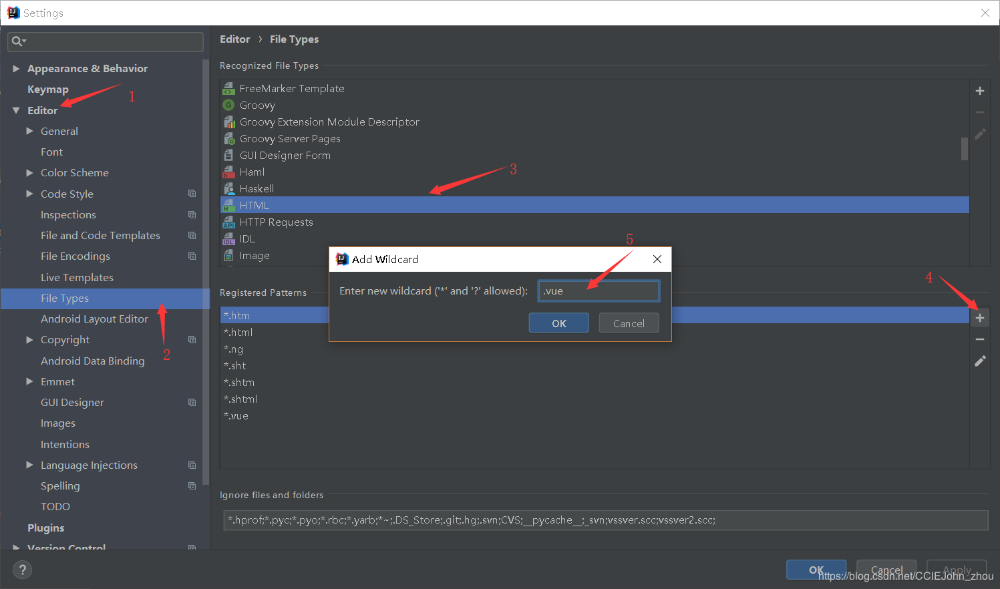 Settings
Editor › File Types
Appearance & Behavior
Keymap
1
Editor
General
Font
Color Scheme
Code Style
Inspections
File and Code Templates
File Encodings
Live Templates
File Types
Android Layout Editor
Copyright
2
Android Data Binding
Emmet
GUI Designer
Images
Intentions
Language Injections
Spelling
TODO
Plugins
Version Control
Recognized File Types
FreeMarker Template
Groovy
Groovy Extension Module Descriptor
Groovy Server Pages
GUI Designer Form
Haml
3
Haskell
HTML
HTTP Requests
IDL
Image
5
Add Wildcard
Enter new wildcard ('*' and '?' allowed): .vue
OK Cancel
4
Registered Patterns
*.htm
*.html
*.ng
*.sht
*.shtm
*.shtml
*.vue
Ignore files and folders
*.hprof;*.pyc;*.pyo;*.rbc;*.yarb;*~;.DS_Store;.git;.hg;.svn;CVS;__pycache__;_svn;vssver.scc;vssver2.scc;
?
OK Cancel Apply
https://blog.csdn.net/CCIEJohn_zhou